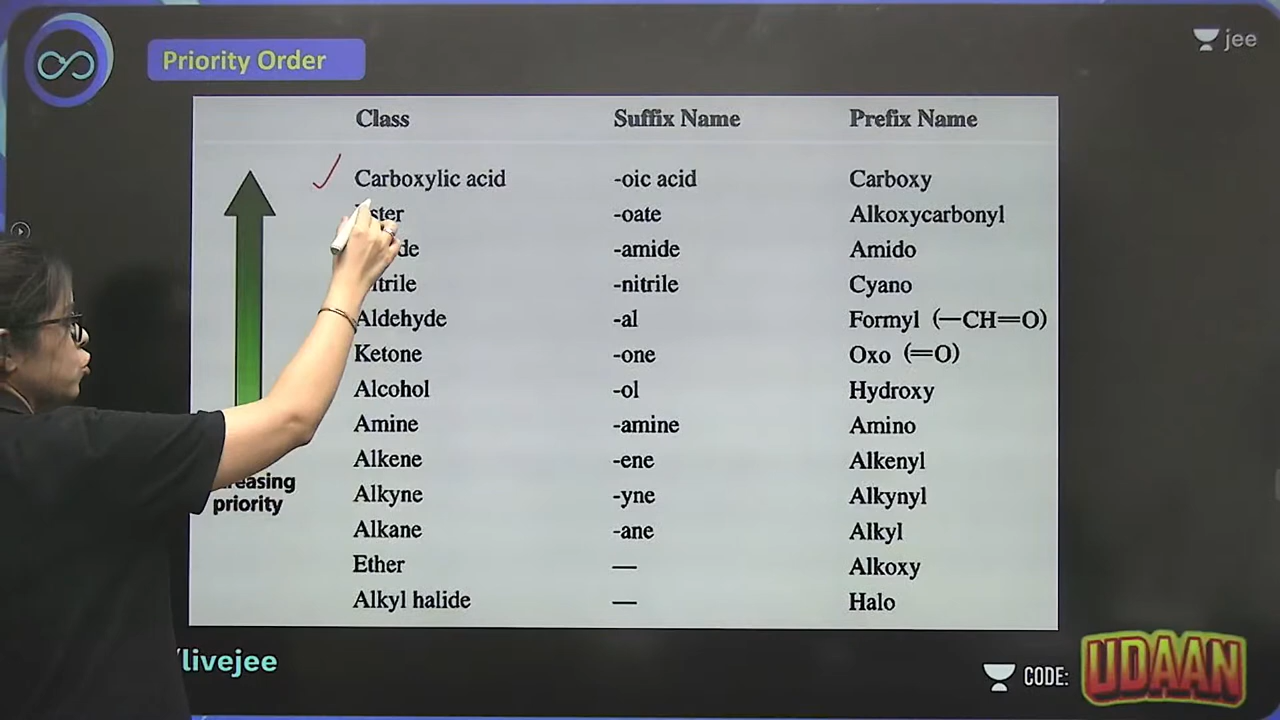 Priority Order
jee
Class Suffix Name Prefix Name
Carboxylic acid -oic acid Carboxy
-oate Alkoxycarbonyl
-amide Amido
-nitrile Cyano
Aldehyde -al Formyl (—CH=O)
Ketone -one Oxo (=O)
Alcohol -ol Hydroxy
Amine -amine Amino
Alkene -ene Alkenyl
Alkyne -yne Alkynyl
Alkane -ane Alkyl
Ether — Alkoxy
Alkyl halide — Halo
priority
/livejee
CODE: UDAAN